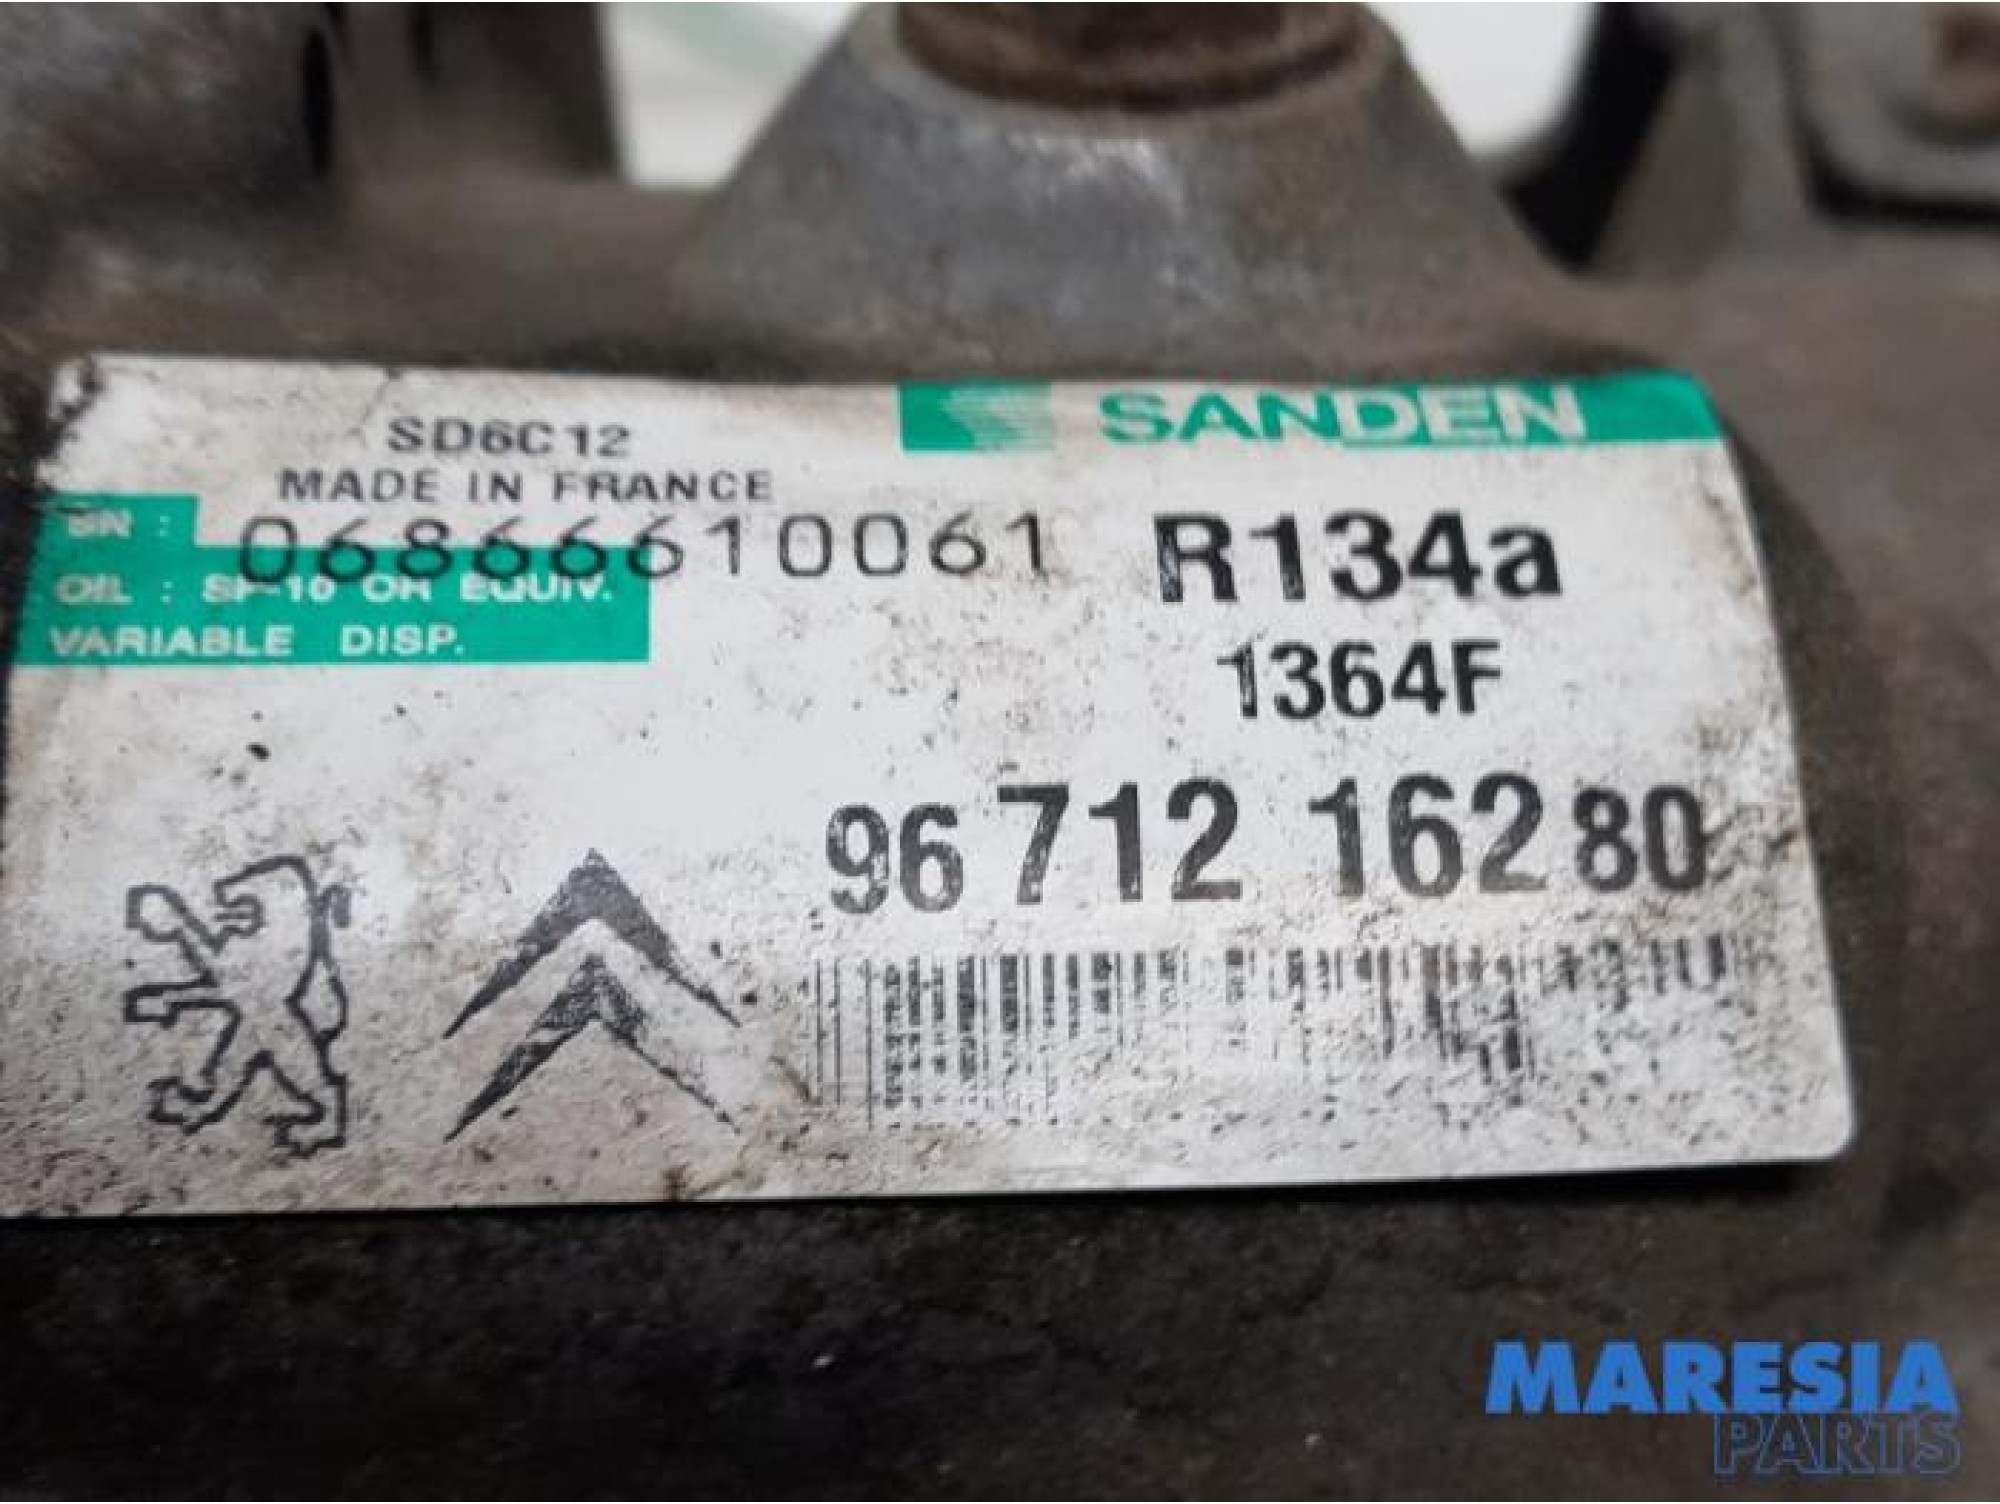 SD6C12
SANDEN
MADE IN FRANCE
SN : 06866610061
R134a
OIL : SP-10 OR EQUIV.
VARIABLE DISP.
1364F
96 712 162 80
MARESIA
PARTS